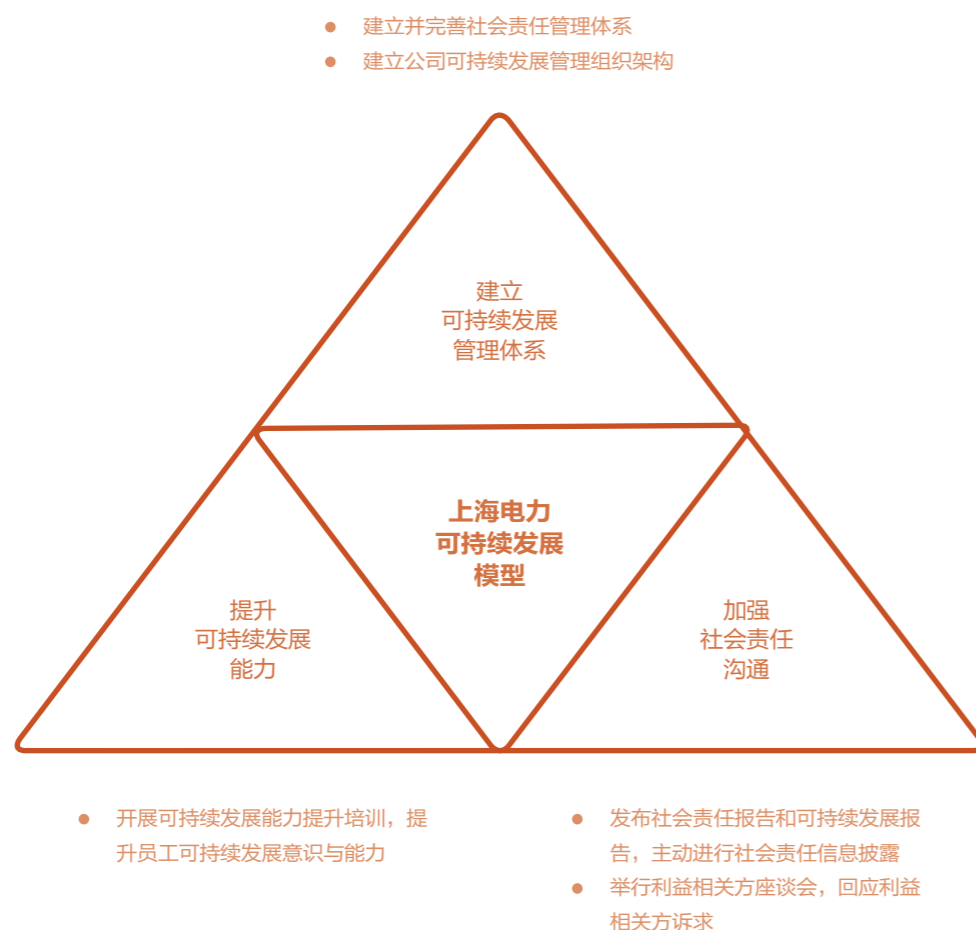 建立并完善社会责任管理体系
建立公司可持续发展管理组织架构
建立
可持续发展
管理体系
上海电力
可持续发展
模型
提升
可持续发展
能力
加强
社会责任
沟通
开展可持续发展能力提升培训，提
升员工可持续发展意识与能力
发布社会责任报告和可持续发展报
告，主动进行社会责任信息披露
举行利益相关方座谈会，回应利益
相关方诉求